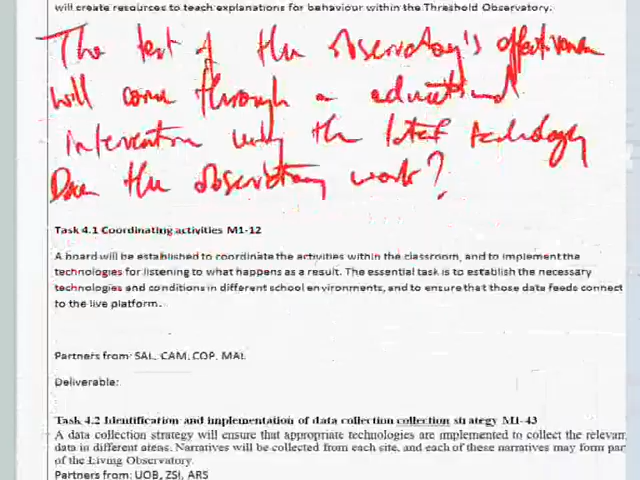 will create resources to teach explanations for behaviour within the Threshold Observatory.
The test of the observatory's effectiveness
will come through an educational
intervention using the latest technology
Does the observatory work?
Task 4.1 Coordinating activities M1-12
A board will be established to coordinate the activities within the classroom, and to implement the
technologies for listening to what happens as a result. The essential task is to establish the necessary
technologies and conditions in different school environments, and to ensure that those data feeds connect
to the live platform.
Partners from: SAL, CAM, COP, MAL
Deliverable:
Task 4.2 Identification and implementation of data collection collection strategy M1-43
A data collection strategy will ensure that appropriate technologies are implemented to collect the relevan
data in different areas. Narratives will be collected from each site, and each of these narratives may form par
of the Living Observatory.
Partners from: UOB, ZSI, ARS